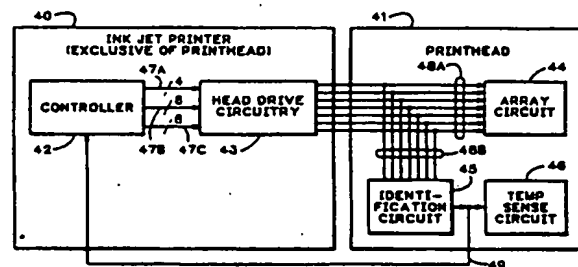 40
41
INK JET PRINTER
(EXCLUSIVE OF PRINTHEAD)
PRINTHEAD
47A
4
48A
44
CONTROLLER
8
HEAD DRIVE
CIRCUITRY
ARRAY
CIRCUIT
42
47B
6
47C
43
48B
45
46
IDENTI-
FICATION
CIRCUIT
TEMP
SENSE
CIRCUIT
49